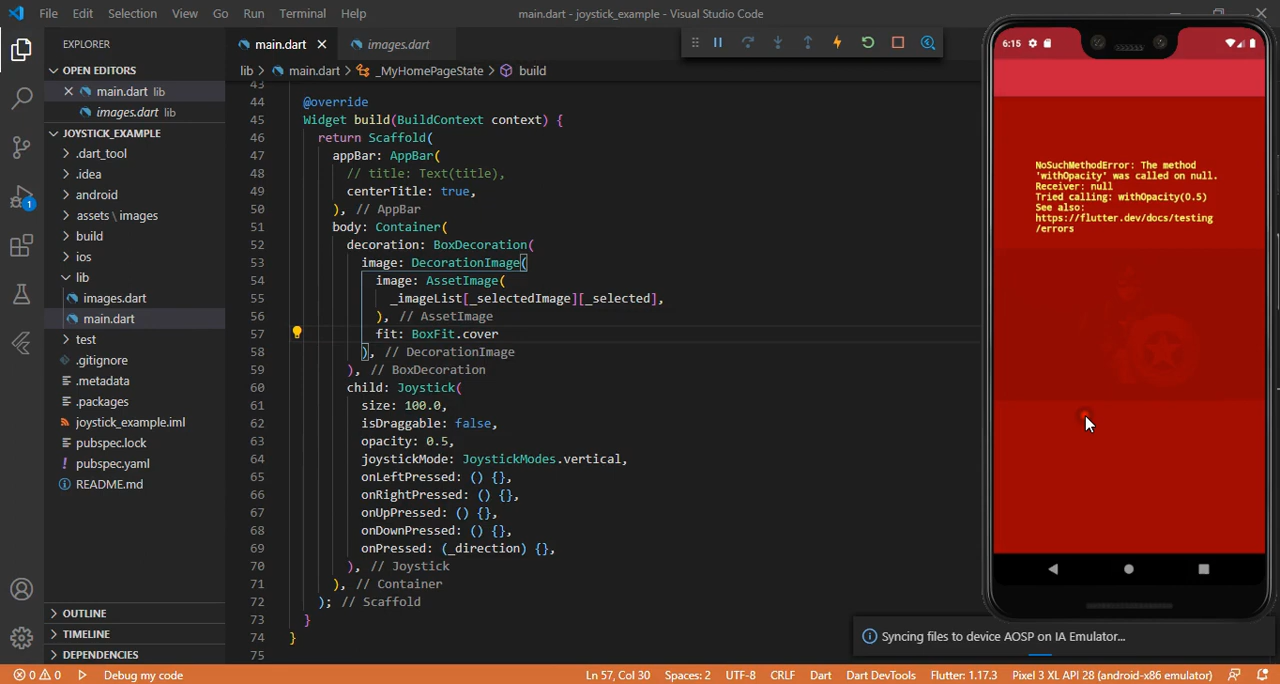 File Edit Selection View Go Run Terminal Help
main.dart - joystick_example - Visual Studio Code
EXPLORER
OPEN EDITORS
main.dart lib
images.dart lib
JOYSTICK_EXAMPLE
.dart_tool
.idea
android
assets \ images
build
ios
lib
images.dart
main.dart
test
.gitignore
.metadata
.packages
joystick_example.iml
pubspec.lock
pubspec.yaml
README.md
OUTLINE
TIMELINE
DEPENDENCIES
1
main.dart
images.dart
lib > main.dart > _MyHomePageState > build
43
44 @override
45 Widget build(BuildContext context) {
46 return Scaffold(
47 appBar: AppBar(
48 // title: Text(title),
49 centerTitle: true,
50 ), // AppBar
51 body: Container(
52 decoration: BoxDecoration(
53 image: DecorationImage(
54 image: AssetImage(
55 _imageList[_selectedImage][_selected],
56 ), // AssetImage
57 fit: BoxFit.cover
58 ), // DecorationImage
59 ), // BoxDecoration
60 child: Joystick(
61 size: 100.0,
62 isDraggable: false,
63 opacity: 0.5,
64 joystickMode: JoystickModes.vertical,
65 onLeftPressed: () {},
66 onRightPressed: () {},
67 onUpPressed: () {},
68 onDownPressed: () {},
69 onPressed: (_direction) {},
70 ), // Joystick
71 ), // Container
72 ); // Scaffold
73 }
74 }
75
6:15
NoSuchMethodError: The method
'withOpacity' was called on null.
Receiver: null
Tried calling: withOpacity(0.5)
See also:
https://flutter.dev/docs/testing
/errors
Syncing files to device AOSP on IA Emulator...
0 0 Debug my code
Ln 57, Col 30 Spaces: 2 UTF-8 CRLF Dart Dart DevTools Flutter: 1.17.3 Pixel 3 XL API 28 (android-x86 emulator)